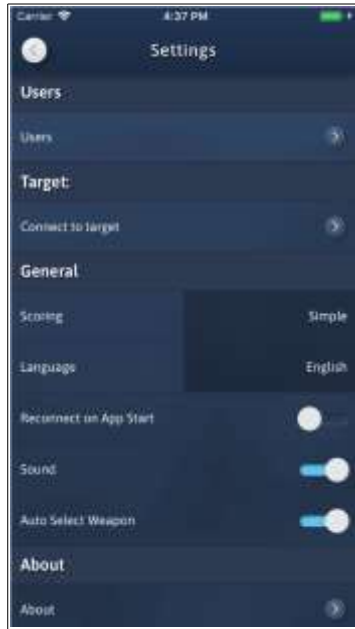 Carrier 4:37 PM
Settings
Users
Users
Target:
Connect to target
General
Scoring Simple
Language English
Reconnect on App Start
Sound
Auto Select Weapon
About
About